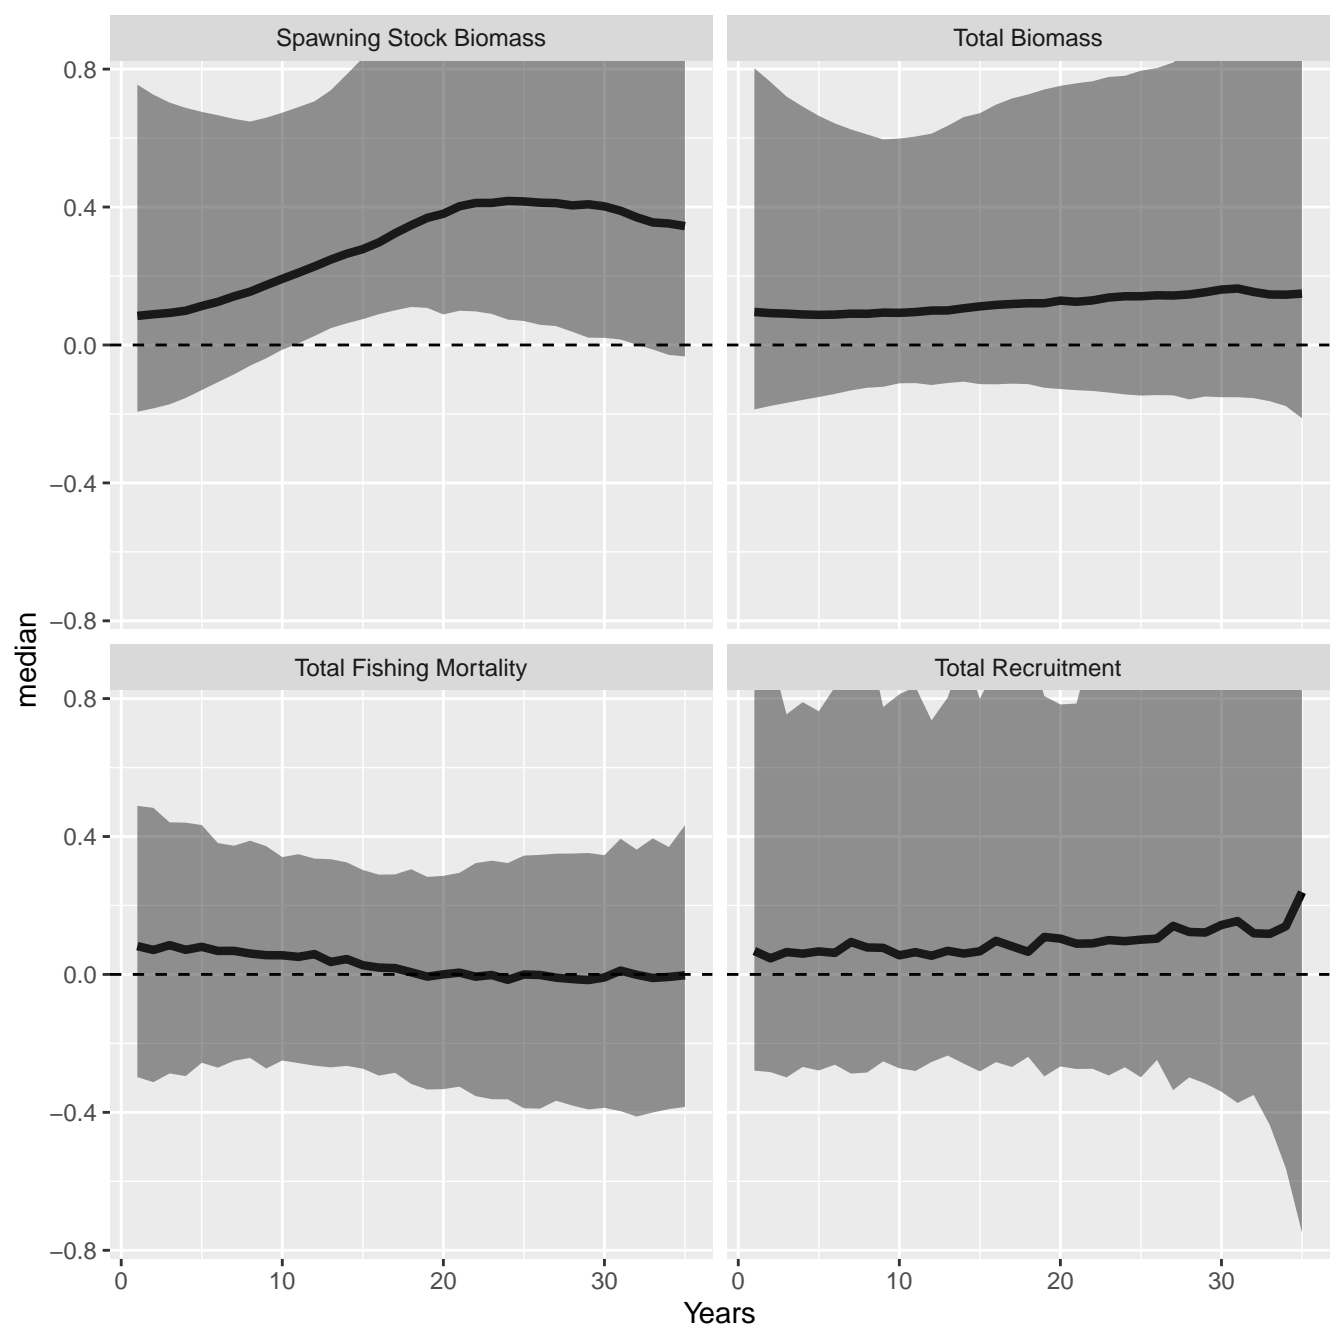 Spawning Stock Biomass
Total Biomass
0.8
0.4
0.0
−0.4
−0.8
Total Fishing Mortality
Total Recruitment
0.8
0.4
0.0
−0.4
−0.8
median
0 10 20 30
0 10 20 30
Years